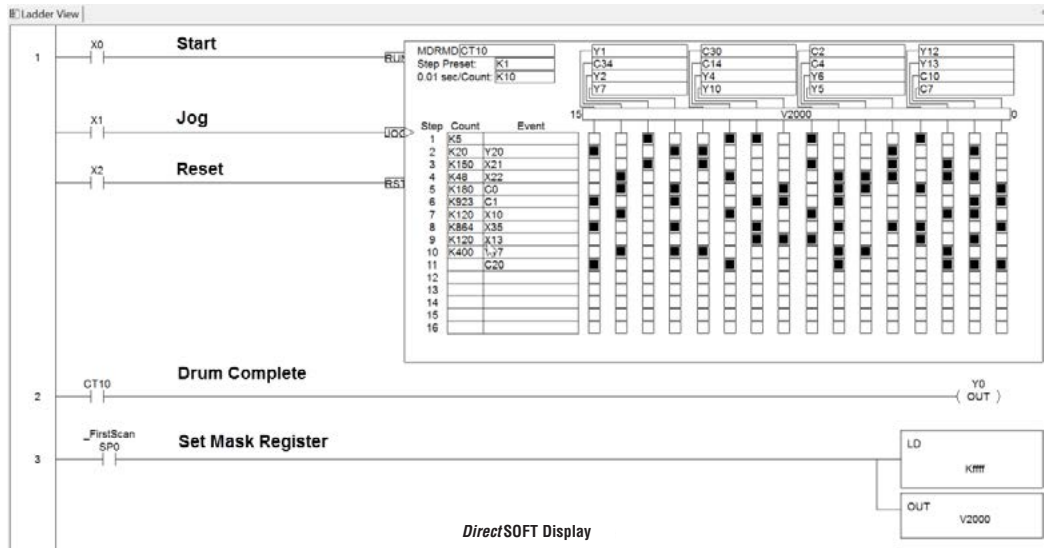 Ladder View
1
X0
Start
RUN
X1
Jog
JOG
X2
Reset
RST
MDRMD CT10
Step Preset: K1
0.01 sec/Count: K10
Y1 C30 C2 Y12
C34 C14 C4 Y13
Y2 Y4 Y6 C10
Y7 Y10 Y5 C7
15 V2000 0
Step Count Event
1 K5
2 K20 Y20
3 K150 X21
4 K48 X22
5 K180 C0
6 K923 C1
7 K120 X10
8 K864 X35
9 K120 X13
10 K400
11 C20
12
13
14
15
16
2
CT10
Drum Complete
Y0
OUT
3
_FirstScan
SP0
Set Mask Register
LD
Kffff
OUT
V2000
DirectSOFT Display